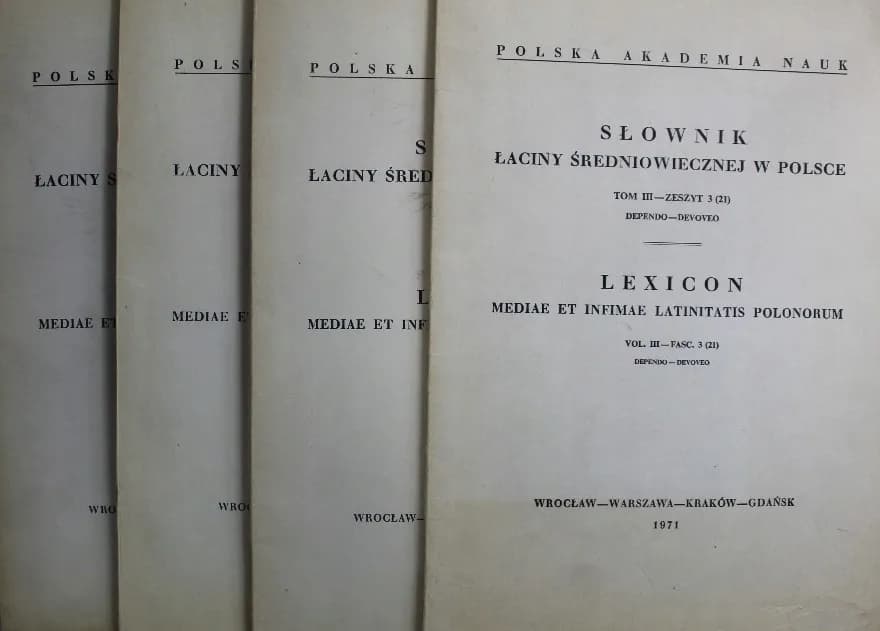 POLSK
ŁACINY S
MEDIAE ET
WRO
POLS
ŁACINY
MEDIAE E
WRO
POLSKA
S
ŁACINY ŚRED
L
MEDIAE ET INF
WROCŁAW—
POLSKA AKADEMIA NAUK
SŁOWNIK
ŁACINY ŚREDNIOWIECZNEJ W POLSCE
TOM III—ZESZYT 3 (21)
DEPENDO—DEVOVEO
LEXICON
MEDIAE ET INFIMAE LATINITATIS POLONORUM
VOL. III—FASC. 3 (21)
DEPENDO—DEVOVEO
WROCŁAW—WARSZAWA—KRAKÓW—GDAŃSK
1971